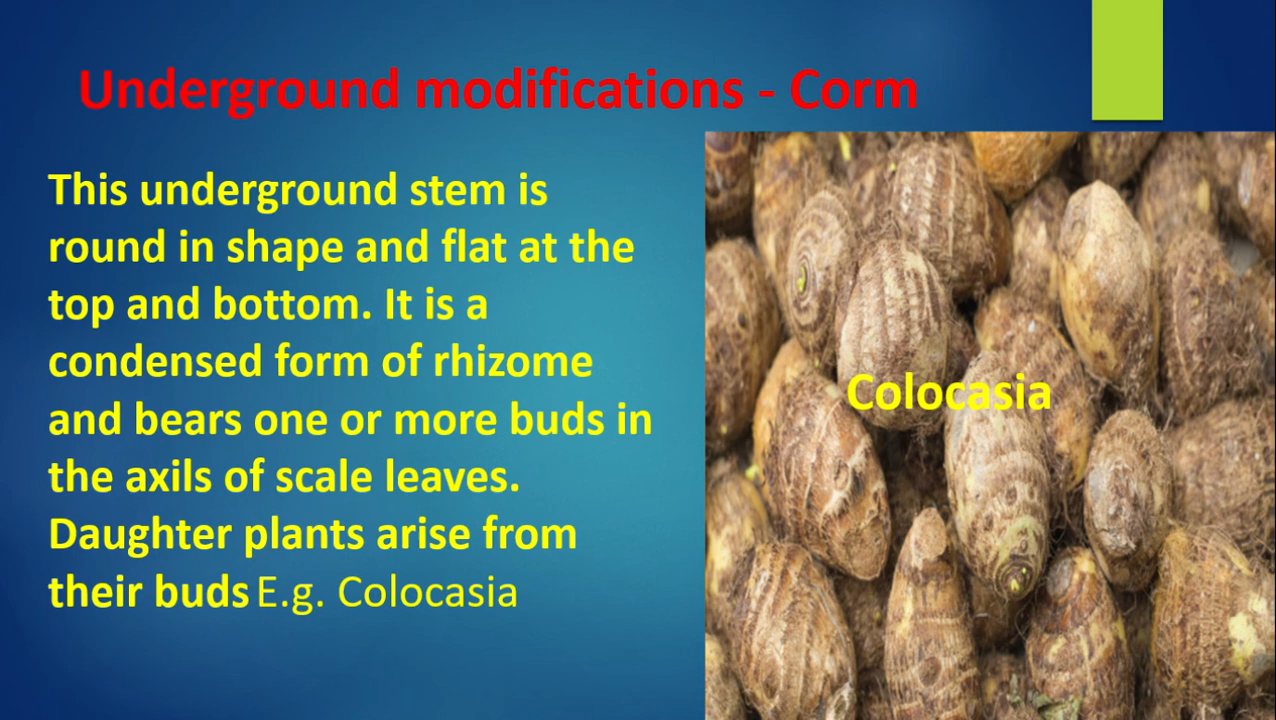 Underground modifications - Corm
This underground stem is
round in shape and flat at the
top and bottom. It is a
condensed form of rhizome
and bears one or more buds in
the axils of scale leaves.
Daughter plants arise from
their buds E.g. Colocasia
Colocasia